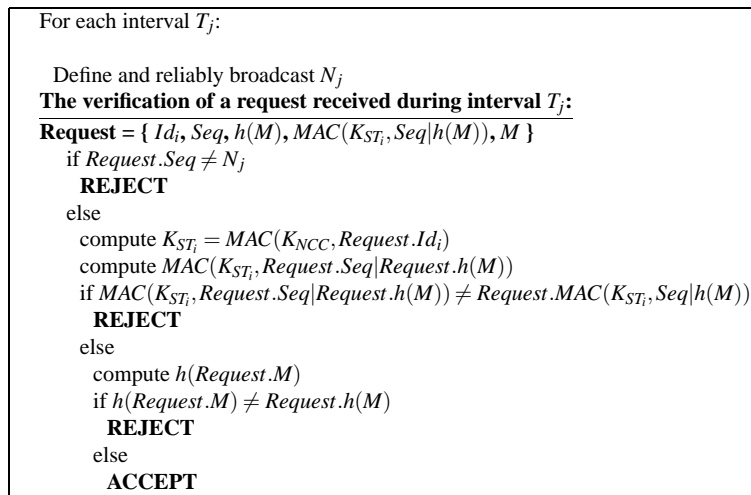 For each interval T_j:
Define and reliably broadcast N_j
The verification of a request received during interval T_j:
Request = { Id_i, Seq, h(M), MAC(K_{ST_i}, Seq|h(M)), M }
if Request.Seq ≠ N_j
REJECT
else
compute K_{ST_i} = MAC(K_{NCC}, Request.Id_i)
compute MAC(K_{ST_i}, Request.Seq|Request.h(M))
if MAC(K_{ST_i}, Request.Seq|Request.h(M)) ≠ Request.MAC(K_{ST_i}, Seq|h(M))
REJECT
else
compute h(Request.M)
if h(Request.M) ≠ Request.h(M)
REJECT
else
ACCEPT